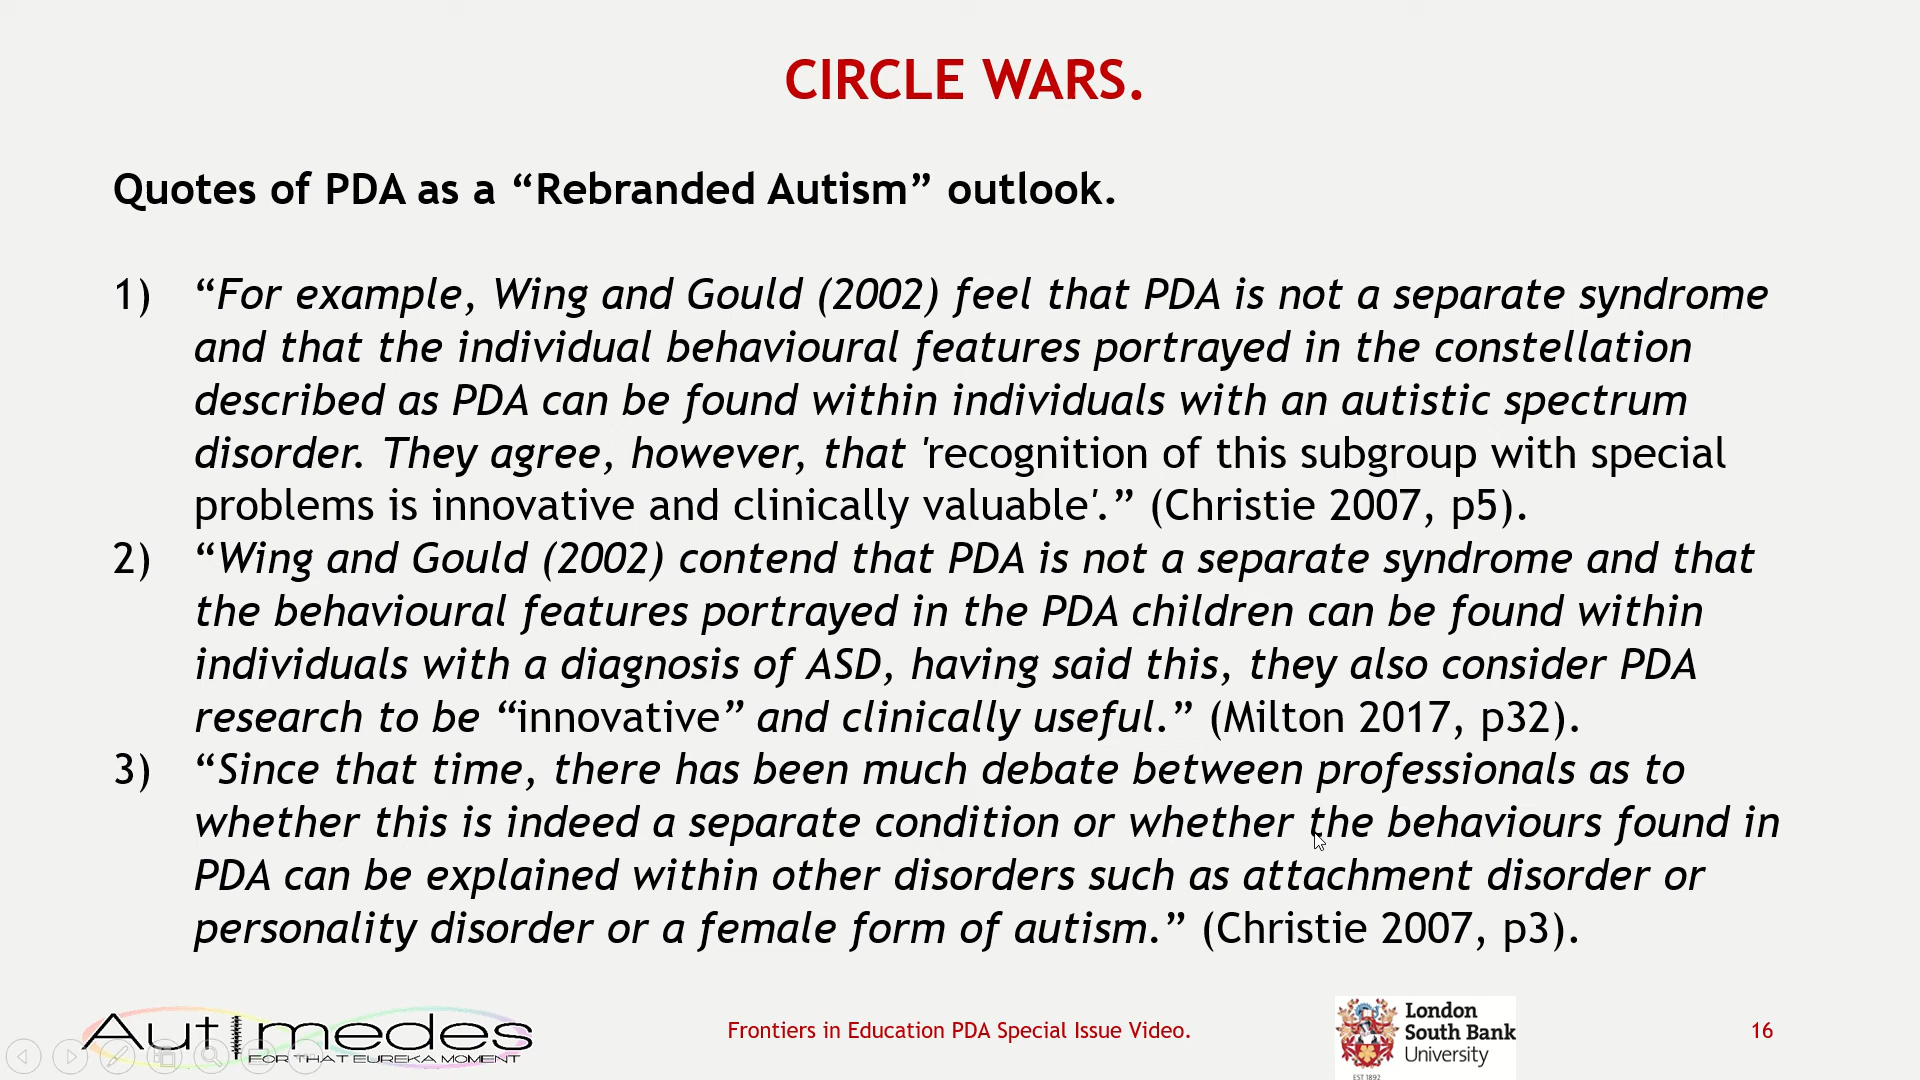 CIRCLE WARS.
Quotes of PDA as a “Rebranded Autism” outlook.
1) “For example, Wing and Gould (2002) feel that PDA is not a separate syndrome
and that the individual behavioural features portrayed in the constellation
described as PDA can be found within individuals with an autistic spectrum
disorder. They agree, however, that 'recognition of this subgroup with special
problems is innovative and clinically valuable'.” (Christie 2007, p5).
2) “Wing and Gould (2002) contend that PDA is not a separate syndrome and that
the behavioural features portrayed in the PDA children can be found within
individuals with a diagnosis of ASD, having said this, they also consider PDA
research to be “innovative” and clinically useful.” (Milton 2017, p32).
3) “Since that time, there has been much debate between professionals as to
whether this is indeed a separate condition or whether the behaviours found in
PDA can be explained within other disorders such as attachment disorder or
personality disorder or a female form of autism.” (Christie 2007, p3).
Autimedes
FOR THAT EUREKA MOMENT
Frontiers in Education PDA Special Issue Video.
London
South Bank
University
EST 1892
16